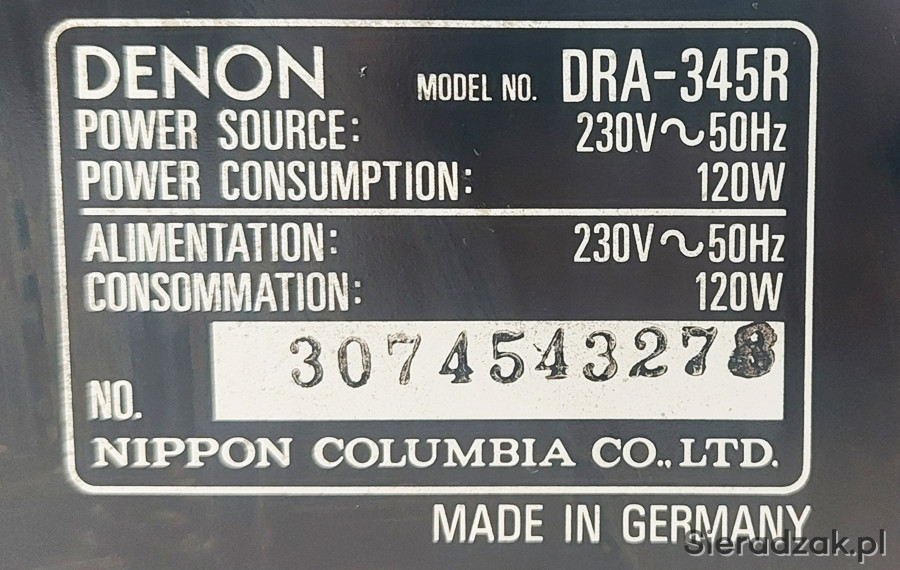 DENON MODEL NO. DRA-345R
POWER SOURCE: 230V~50Hz
POWER CONSUMPTION: 120W
ALIMENTATION: 230V~50Hz
CONSOMMATION: 120W
NO. 3074543278
NIPPON COLUMBIA CO., LTD.
MADE IN GERMANY
Sieradzak.pl